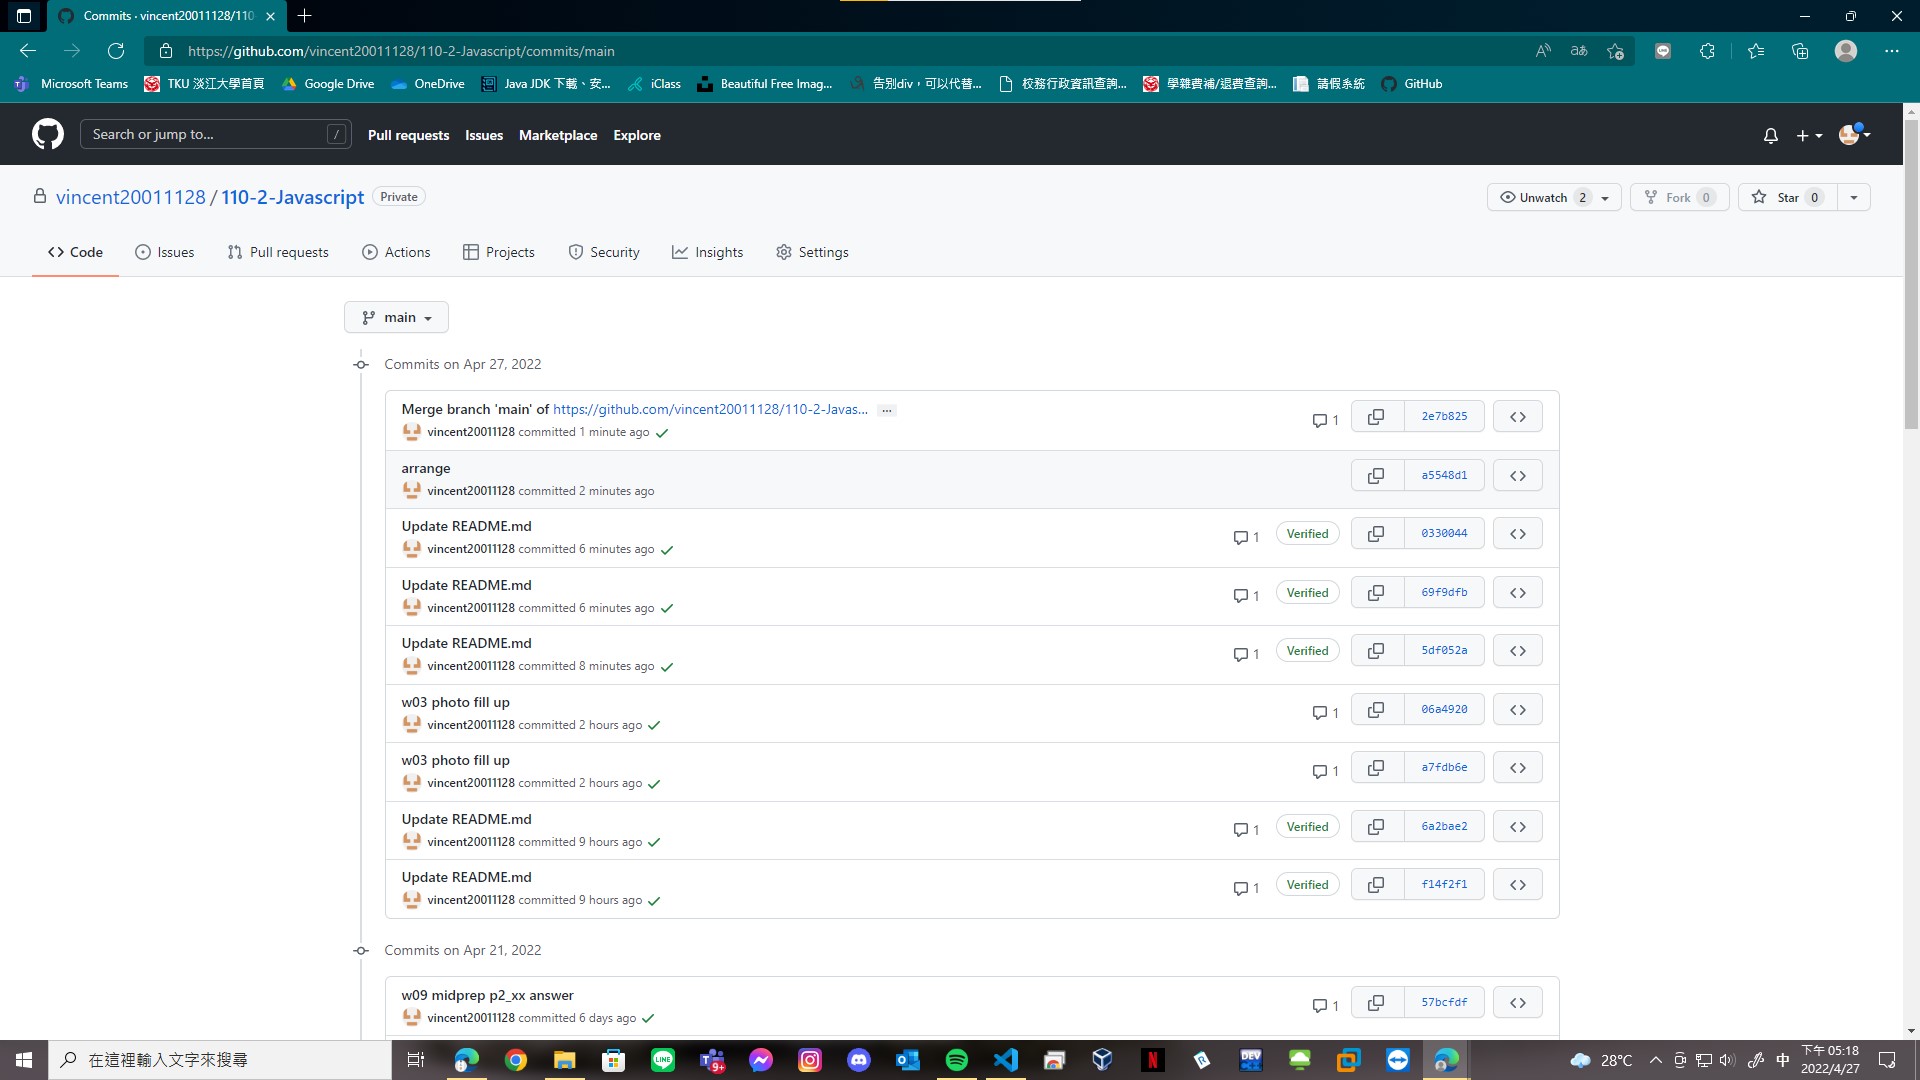 Commits · vincent20011128/110-
https://github.com/vincent20011128/110-2-Javascript/commits/main
Microsoft Teams TKU 淡江大學首頁 Google Drive OneDrive Java JDK 下載、安... iClass Beautiful Free Imag... 告別div，可以代替... 校務行政資訊查詢... 學雜費補/退費查詢... 請假系統 GitHub
Search or jump to... / Pull requests Issues Marketplace Explore
vincent20011128 / 110-2-Javascript Private Unwatch 2 Fork 0 Star 0
Code Issues Pull requests Actions Projects Security Insights Settings
main
Commits on Apr 27, 2022
Merge branch 'main' of https://github.com/vincent20011128/110-2-Javas... ...
vincent20011128 committed 1 minute ago 1 2e7b825
arrange
vincent20011128 committed 2 minutes ago a5548d1
Update README.md
vincent20011128 committed 6 minutes ago 1 Verified 0330044
Update README.md
vincent20011128 committed 6 minutes ago 1 Verified 69f9dfb
Update README.md
vincent20011128 committed 8 minutes ago 1 Verified 5df052a
w03 photo fill up
vincent20011128 committed 2 hours ago 1 06a4920
w03 photo fill up
vincent20011128 committed 2 hours ago 1 a7fdb6e
Update README.md
vincent20011128 committed 9 hours ago 1 Verified 6a2bae2
Update README.md
vincent20011128 committed 9 hours ago 1 Verified f14f2f1
Commits on Apr 21, 2022
w09 midprep p2_xx answer
vincent20011128 committed 6 days ago 1 57bcfdf
在這裡輸入文字來搜尋 9+ 28°C 中 下午 05:18
2022/4/27